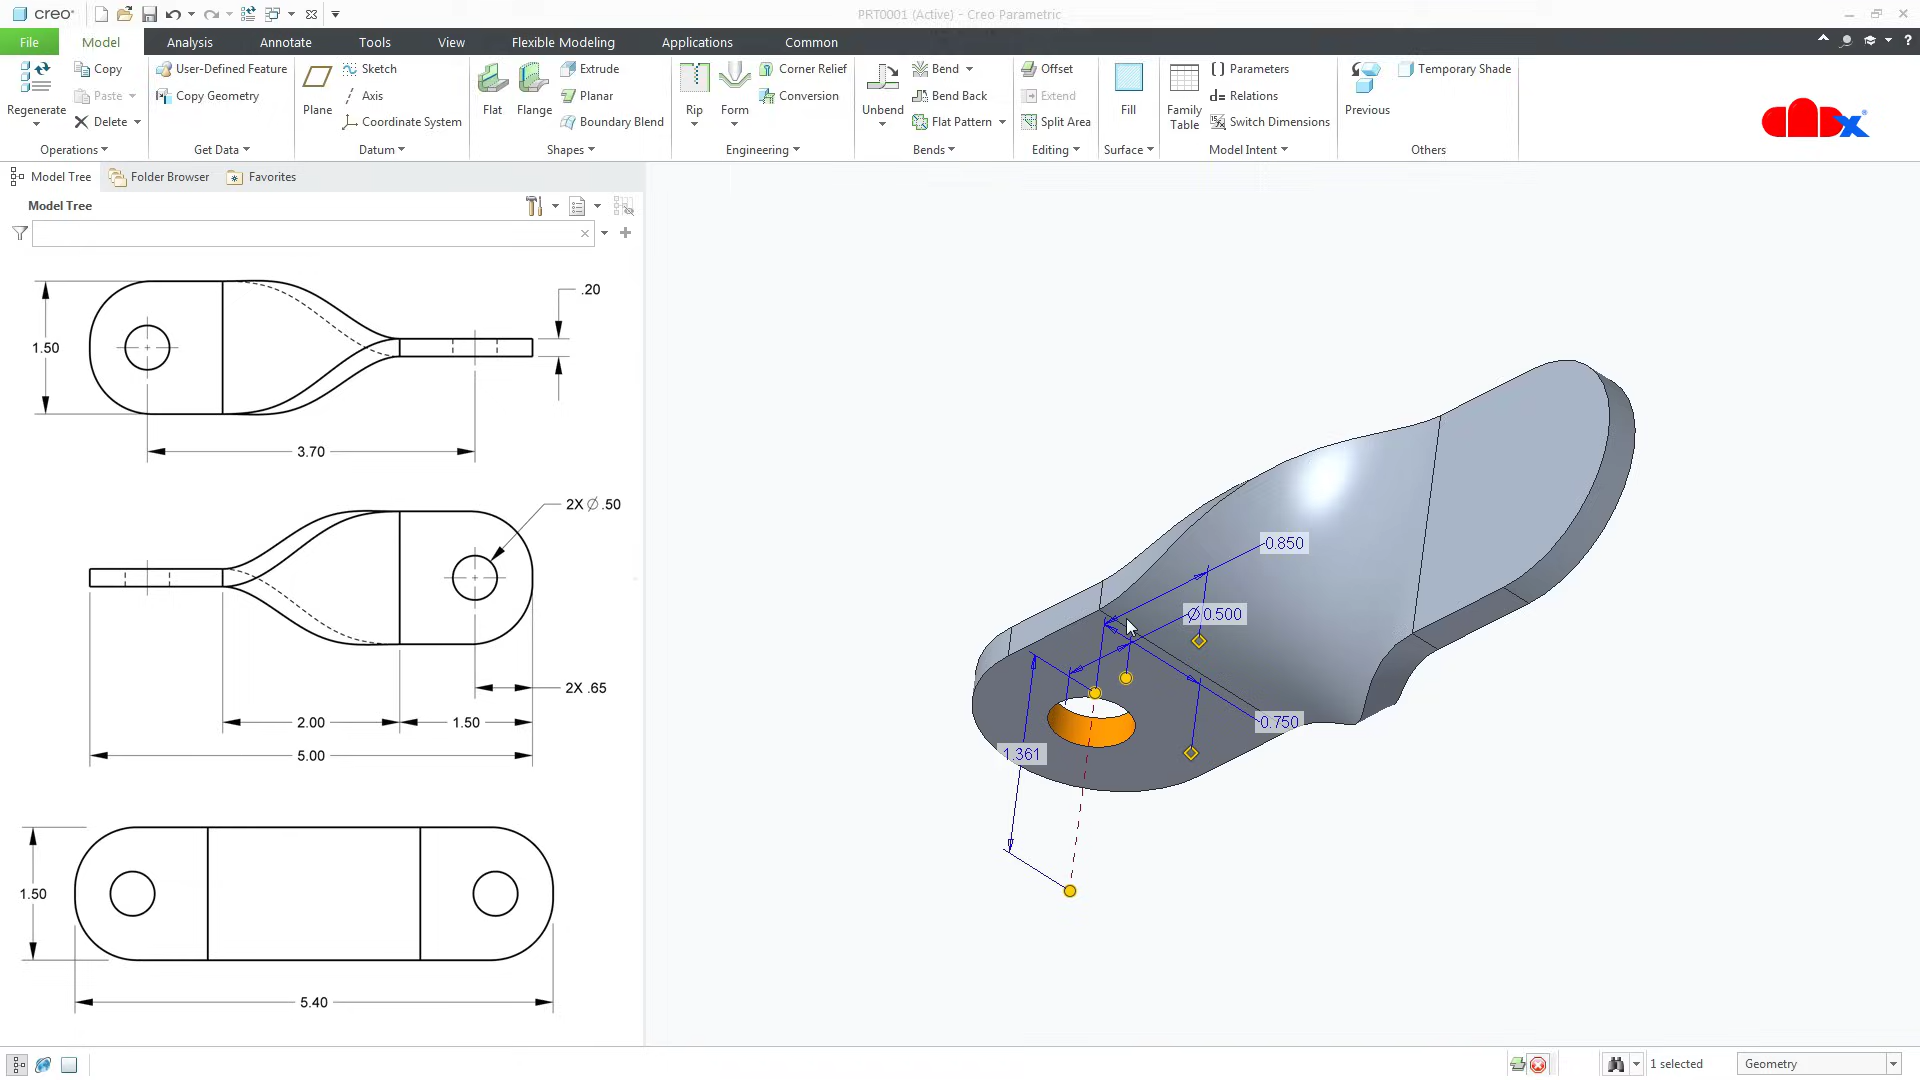 creo®
PRT0001 (Active) - Creo Parametric
File
Model
Analysis
Annotate
Tools
View
Flexible Modeling
Applications
Common
?
Regenerate
Copy
Paste
Delete
Operations
User-Defined Feature
Copy Geometry
Get Data
Plane
Sketch
Axis
Coordinate System
Datum
Flat
Flange
Extrude
Planar
Boundary Blend
Shapes
Rip
Form
Corner Relief
Conversion
Engineering
Unbend
Bend
Bend Back
Flat Pattern
Bends
Offset
Extend
Split Area
Editing
Fill
Surface
Family
Table
Parameters
Relations
Switch Dimensions
Model Intent
Previous
Temporary Shade
Others
CADx®
Model Tree
Folder Browser
Favorites
Model Tree
.20
1.50
3.70
2X ∅ .50
2X .65
2.00
1.50
5.00
1.50
5.40
0.850
∅0.500
0.750
1.361
1 selected
Geometry